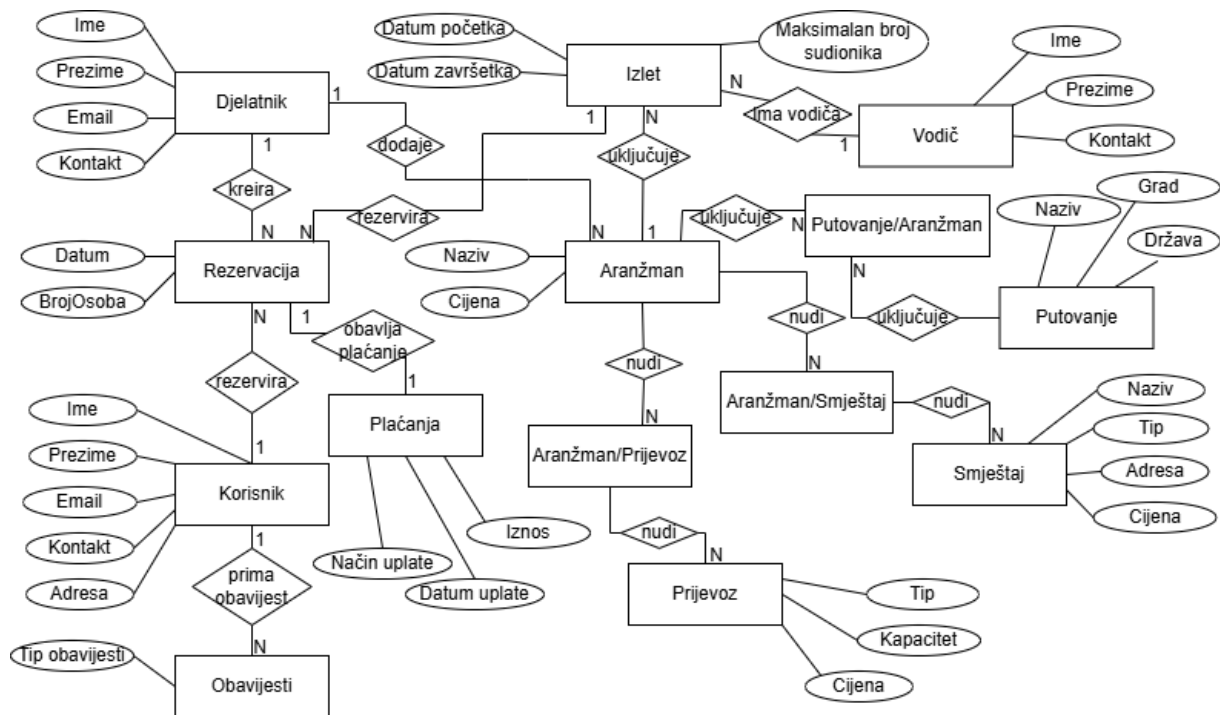 Ime
Prezime
Email
Kontakt
Djelatnik
1
1
kreira
N
dodaje
N
Datum početka
Datum završetka
Izlet
Maksimalan broj
sudionika
N
1
N
Ima vodiča
1
Ime
Prezime
Kontakt
Vodič
uključuje
1
rezervira
N
Datum
BrojOsoba
Rezervacija
N
1
Naziv
Cijena
Aranžman
uključuje
N
Putovanje/Aranžman
N
uključuje
Naziv
Grad
Država
Putovanje
obavlja
plaćanje
1
rezervira
1
nudi
N
nudi
N
Aranžman/Smještaj
nudi
N
Naziv
Tip
Adresa
Cijena
Smještaj
Plaćanja
Način uplate
Datum uplate
Iznos
Aranžman/Prijevoz
nudi
N
Prijevoz
Tip
Kapacitet
Cijena
Ime
Prezime
Email
Kontakt
Adresa
Korisnik
1
prima
obavijest
N
Tip obavijesti
Obavijesti